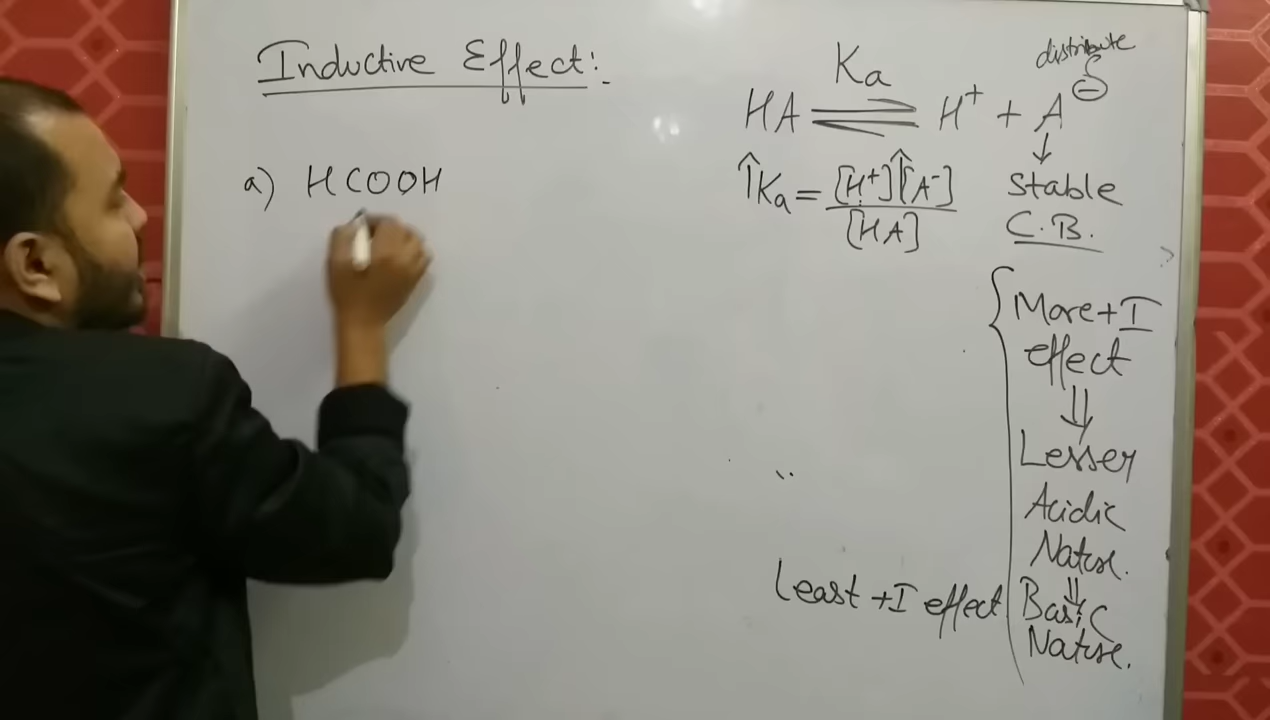 Inductive Effect:-
a) HCOOH
Ka
distribute
HA ⇌ H⁺ + A⊖
↓
↑Ka = [H⁺]↑[A⁻] / [HA]
Stable
C.B.
More +I
effect
⇓
Lesser
Acidic
Nature.
⇓
Least +I effect
Basic
Nature.